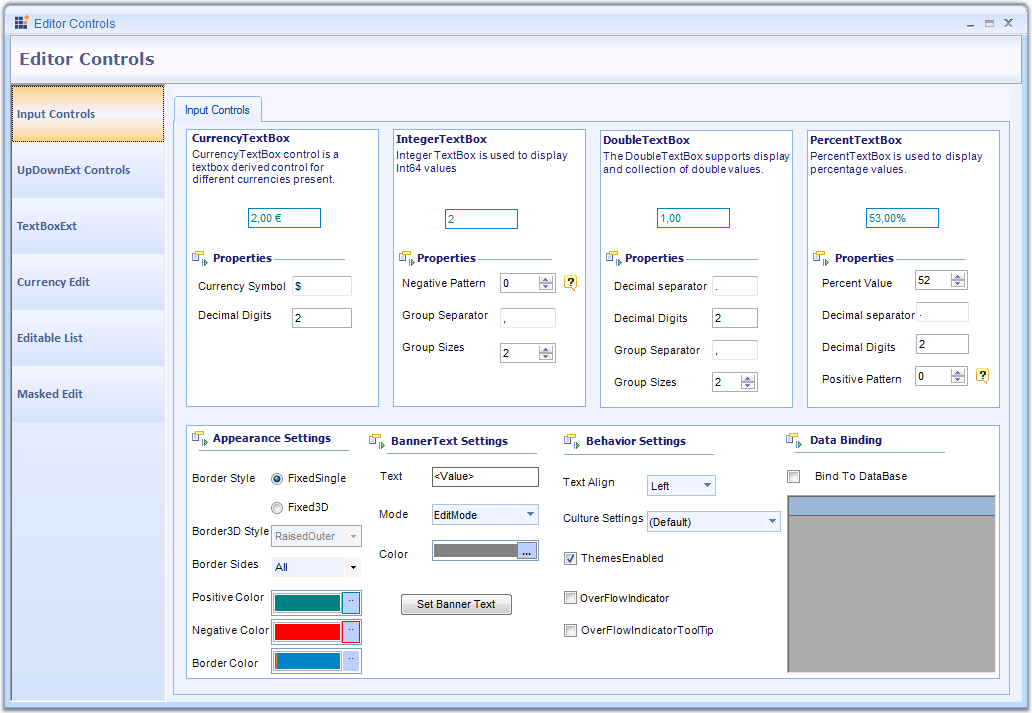 Editor Controls
Editor Controls
Input Controls
UpDownExt Controls
TextBoxExt
Currency Edit
Editable List
Masked Edit
Input Controls
CurrencyTextBox
CurrencyTextBox control is a
textbox derived control for
different currencies present.
2,00 €
Properties
Currency Symbol $
Decimal Digits 2
IntegerTextBox
Integer TextBox is used to display
Int64 values
2
Properties
Negative Pattern 0 ?
Group Separator ,
Group Sizes 2
DoubleTextBox
The DoubleTextBox supports display
and collection of double values.
1,00
Properties
Decimal separator .
Decimal Digits 2
Group Separator ,
Group Sizes 2
PercentTextBox
PercentTextBox is used to display
percentage values.
53,00%
Properties
Percent Value 52
Decimal separator .
Decimal Digits 2
Positive Pattern 0 ?
Appearance Settings
Border Style FixedSingle
Fixed3D
Border3D Style RaisedOuter
Border Sides All
Positive Color ..
Negative Color ..
Border Color ..
BannerText Settings
Text <Value>
Mode EditMode
Color ...
Set Banner Text
Behavior Settings
Text Align Left
Culture Settings (Default)
ThemesEnabled
OverFlowIndicator
OverFlowIndicatorToolTip
Data Binding
Bind To DataBase